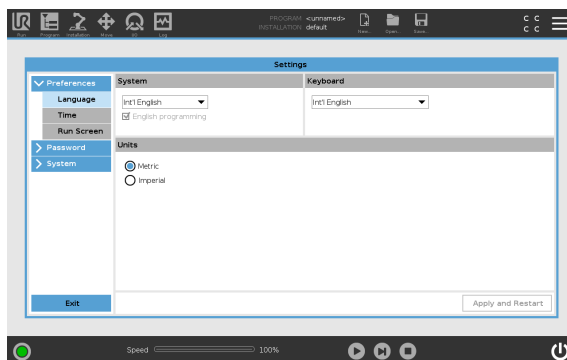 UR
PROGRAM <unnamed>
INSTALLATION default
C C
C C
Run Program Installation Move I/O Log New... Open... Save...
Settings
Preferences
Language
Time
Run Screen
Password
System
Exit
System
Int'l English
English programming
Keyboard
Int'l English
Units
Metric
Imperial
Apply and Restart
Speed 100%